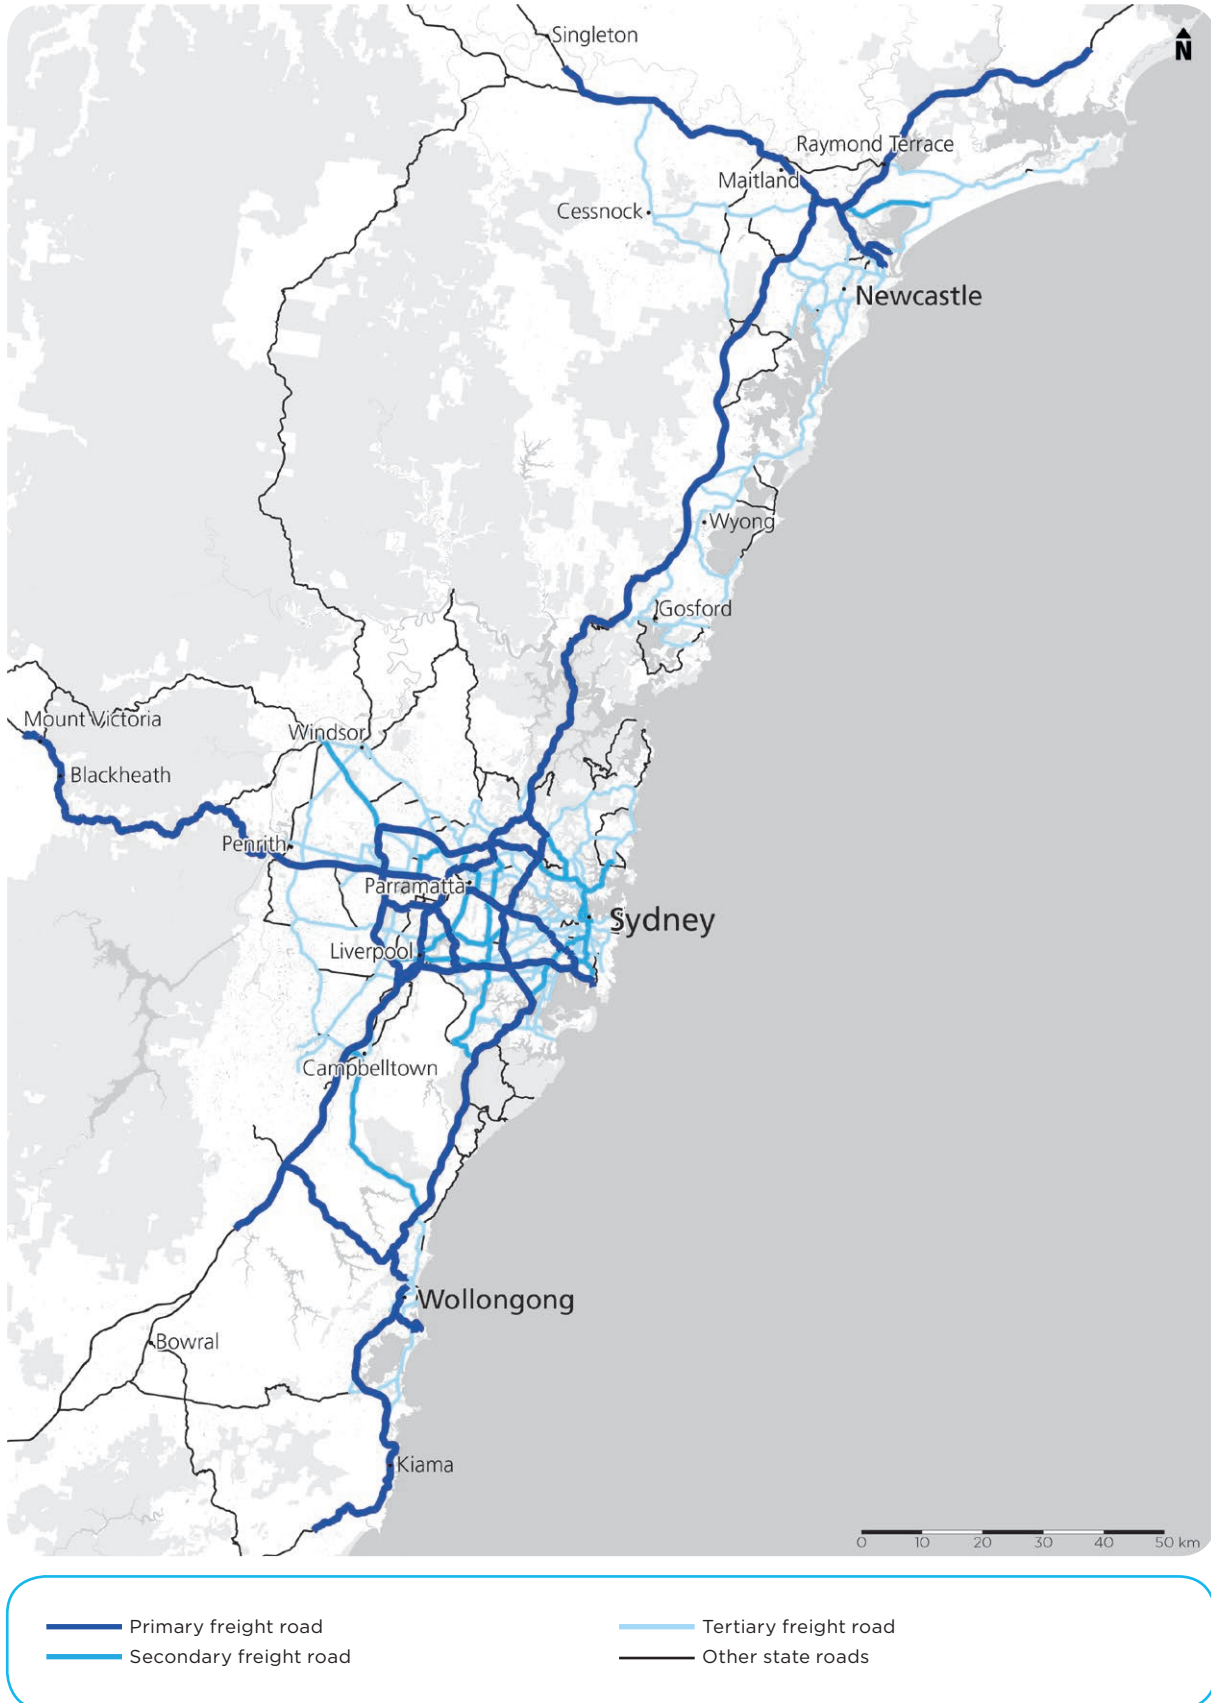 Singleton
N
Raymond Terrace
Maitland
Cessnock
Newcastle
Wyong
Gosford
Mount Victoria
Windsor
Blackheath
Penrith
Parramatta
Sydney
Liverpool
Campbelltown
Wollongong
Bowral
Kiama
0 10 20 30 40 50 km
Primary freight road
Tertiary freight road
Secondary freight road
Other state roads